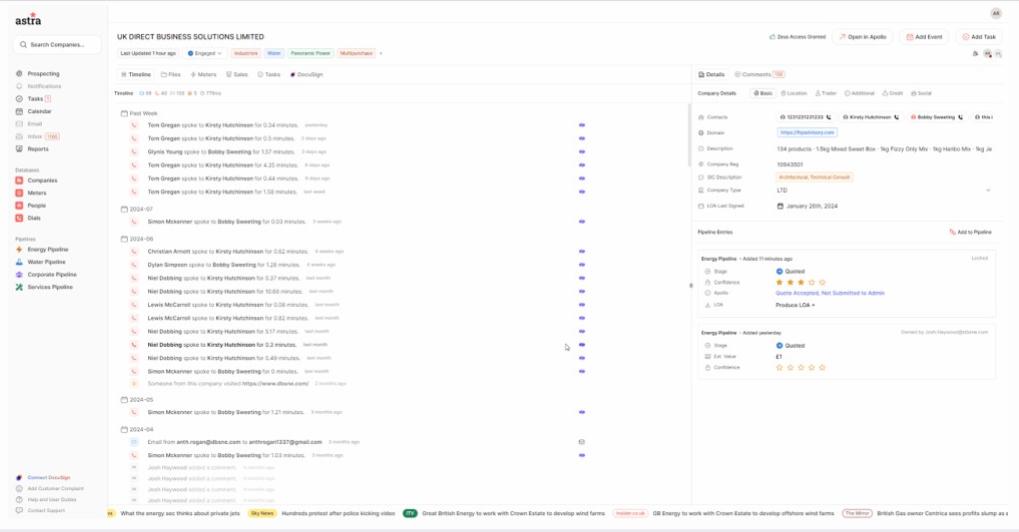 astra
AR
Search Companies...
UK DIRECT BUSINESS SOLUTIONS LIMITED
Zeus Access Granted
Open in Apollo
Add Event
Add Task
Last Updated 1 hour ago
Engaged
Industries
Water
Panoramic Power
Multipurchase
+
Prospecting
Notifications
Tasks 1
Calendar
Email
Inbox
Reports
Databases
Companies
Meters
People
Dials
Pipelines
Energy Pipeline
Water Pipeline
Corporate Pipeline
Services Pipeline
Connect DocuSign
Add Customer Complaint
Help and User Guides
Contact Support
Timeline Files Meters Sales Tasks DocuSign
Timeline
Past Week
Tom Gregan spoke to Kirsty Hutchinson for 0.34 minutes. yesterday
Tom Gregan spoke to Kirsty Hutchinson for 0.5 minutes. days ago
Glynis Young spoke to Bobby Sweeting for 1.57 minutes. days ago
Tom Gregan spoke to Kirsty Hutchinson for 4.35 minutes. days ago
Tom Gregan spoke to Kirsty Hutchinson for 0.44 minutes. days ago
Tom Gregan spoke to Kirsty Hutchinson for 1.58 minutes. last week
2024-07
Simon Mckenner spoke to Bobby Sweeting for 0.03 minutes. weeks ago
2024-06
Christian Arnott spoke to Kirsty Hutchinson for 0.62 minutes. weeks ago
Dylan Simpson spoke to Bobby Sweeting for 1.28 minutes. weeks ago
Niel Dobbing spoke to Kirsty Hutchinson for 0.37 minutes. last month
Niel Dobbing spoke to Kirsty Hutchinson for 10.66 minutes. last month
Lewis McCarroll spoke to Kirsty Hutchinson for 0.08 minutes. last month
Lewis McCarroll spoke to Kirsty Hutchinson for 0.82 minutes. last month
Niel Dobbing spoke to Kirsty Hutchinson for 5.17 minutes. last month
Niel Dobbing spoke to Kirsty Hutchinson for 0.2 minutes. last month
Niel Dobbing spoke to Kirsty Hutchinson for 0.49 minutes. last month
Simon Mckenner spoke to Kirsty Hutchinson for 0 minutes. last month
Someone from this company visited https://www.dbsne.com/ 2 months ago
2024-05
Simon Mckenner spoke to Bobby Sweeting for 1.21 minutes. 3 months ago
2024-04
Email from anth.rogan@dbsne.com to anthrogan1337@gmail.com 3 months ago
Simon Mckenner spoke to Bobby Sweeting for 1.03 minutes. 3 months ago
Josh Haywood added a comment. months ago
Josh Haywood added a comment. months ago
Josh Haywood added a comment. months ago
Josh Haywood added a comment. months ago
Details Comments
Company Details Basic Location Trader Additional Credit Social
Contacts 1231231231233 Kirsty Hutchinson Bobby Sweeting this i
Domain
Description 134 products · 1.5kg Mixed Sweet Box · 1kg Fizzy Only Mix · 1kg Haribo Mix · 1kg Je
Company Reg 10943501
SIC Description Architectural, Technical Consult
Company Type LTD
LOA Last Signed January 26th, 2024
Pipeline Entries
Add to Pipeline
Energy Pipeline • Added 11 minutes ago Locked
Stage Quoted
Confidence
Apollo Quote Accepted, Not Submitted to Admin
LOA Produce LOA +
Energy Pipeline • Added yesterday Owned by Josh.Haywood@dbsne.com
Stage Quoted
Est. Value £1
Confidence
What the energy sec thinks about private jets Sky News Hundreds protest after police kicking video ITV Great British Energy to work with Crown Estate to develop wind farms insider.co.uk GB Energy to work with Crown Estate to develop offshore wind farms The Mirror British Gas owner Centrica sees profits slump as e